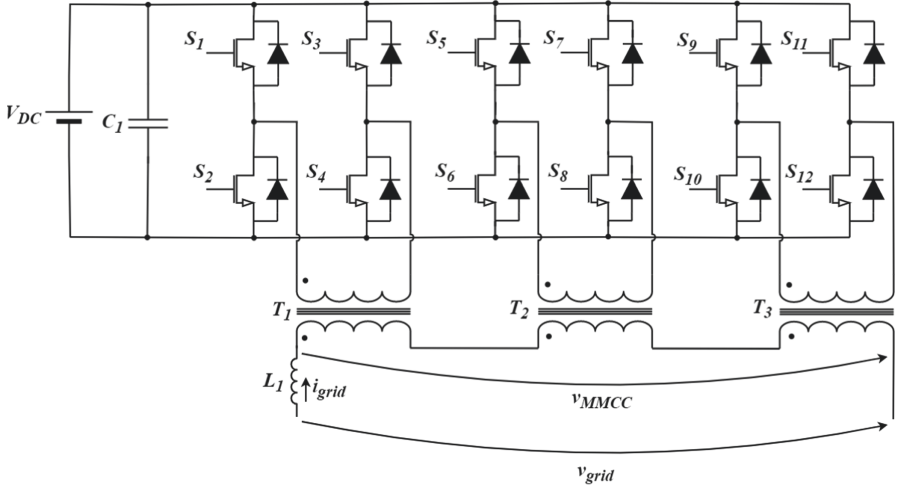 S1 S3 S5 S7 S9 S11
VDC C1
S2 S4 S6 S8 S10 S12
T1 T2 T3
L1 igrid
vMMCC
vgrid